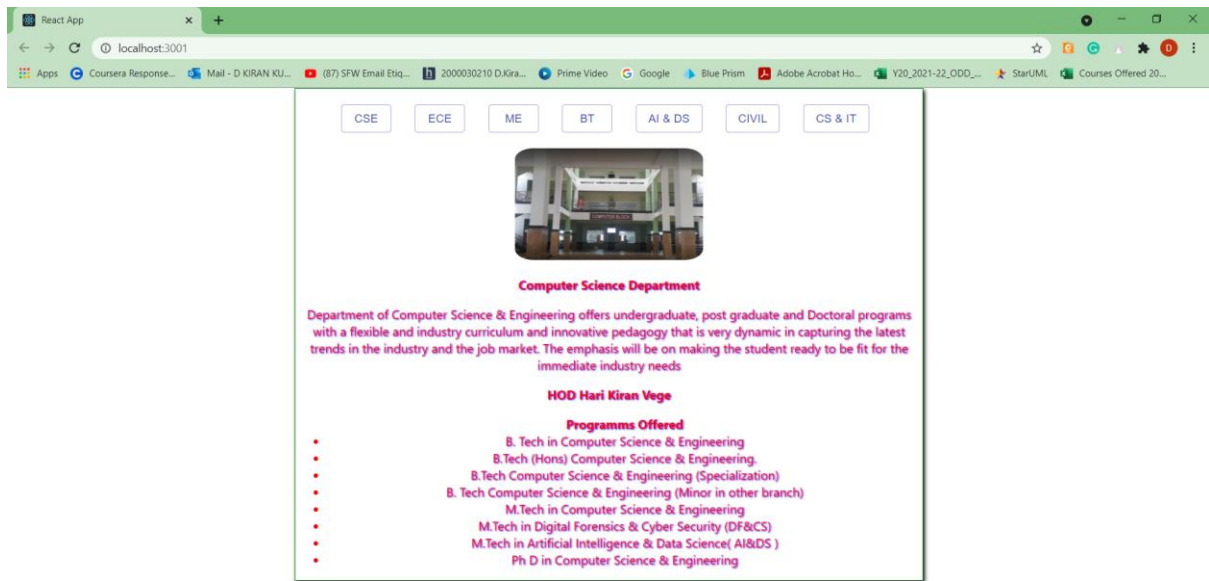 React App
localhost:3001
Apps Coursera Response... Mail - D KIRAN KU... (87) SFW Email Etiq... 2000030210 D.Kira... Prime Video Google Blue Prism Adobe Acrobat Ho... Y20_2021-22_ODD_... StarUML Courses Offered 20...
D
CSE ECE ME BT AI & DS CIVIL CS & IT
COMPUTER BLOCK
Computer Science Department
Department of Computer Science & Engineering offers undergraduate, post graduate and Doctoral programs
with a flexible and industry curriculum and innovative pedagogy that is very dynamic in capturing the latest
trends in the industry and the job market. The emphasis will be on making the student ready to be fit for the
immediate industry needs
HOD Hari Kiran Vege
Programms Offered
B. Tech in Computer Science & Engineering
B.Tech (Hons) Computer Science & Engineering.
B.Tech Computer Science & Engineering (Specialization)
B. Tech Computer Science & Engineering (Minor in other branch)
M.Tech in Computer Science & Engineering
M.Tech in Digital Forensics & Cyber Security (DF&CS)
M.Tech in Artificial Intelligence & Data Science( AI&DS )
Ph D in Computer Science & Engineering